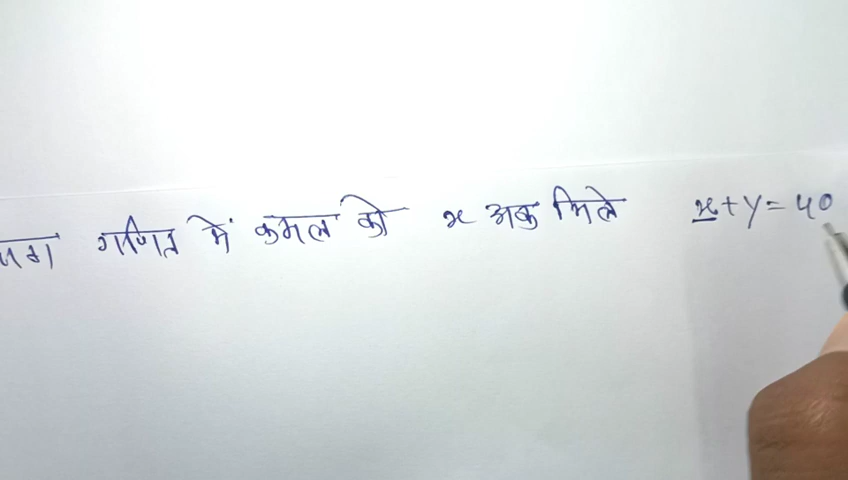 गणित में कमल को x अंक मिले x+y=40